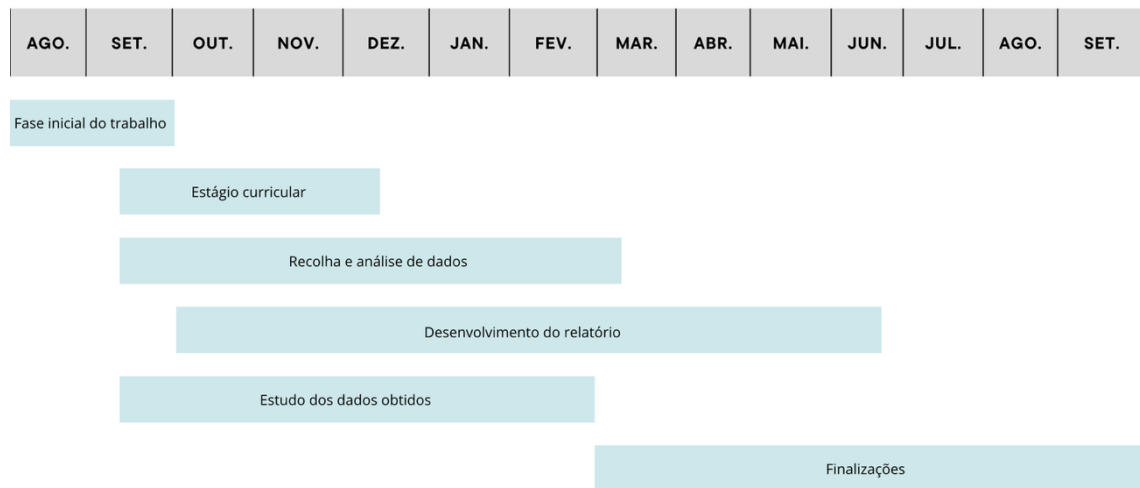 AGO. SET. OUT. NOV. DEZ. JAN. FEV. MAR. ABR. MAI. JUN. JUL. AGO. SET.
Fase inicial do trabalho
Estágio curricular
Recolha e análise de dados
Desenvolvimento do relatório
Estudo dos dados obtidos
Finalizações